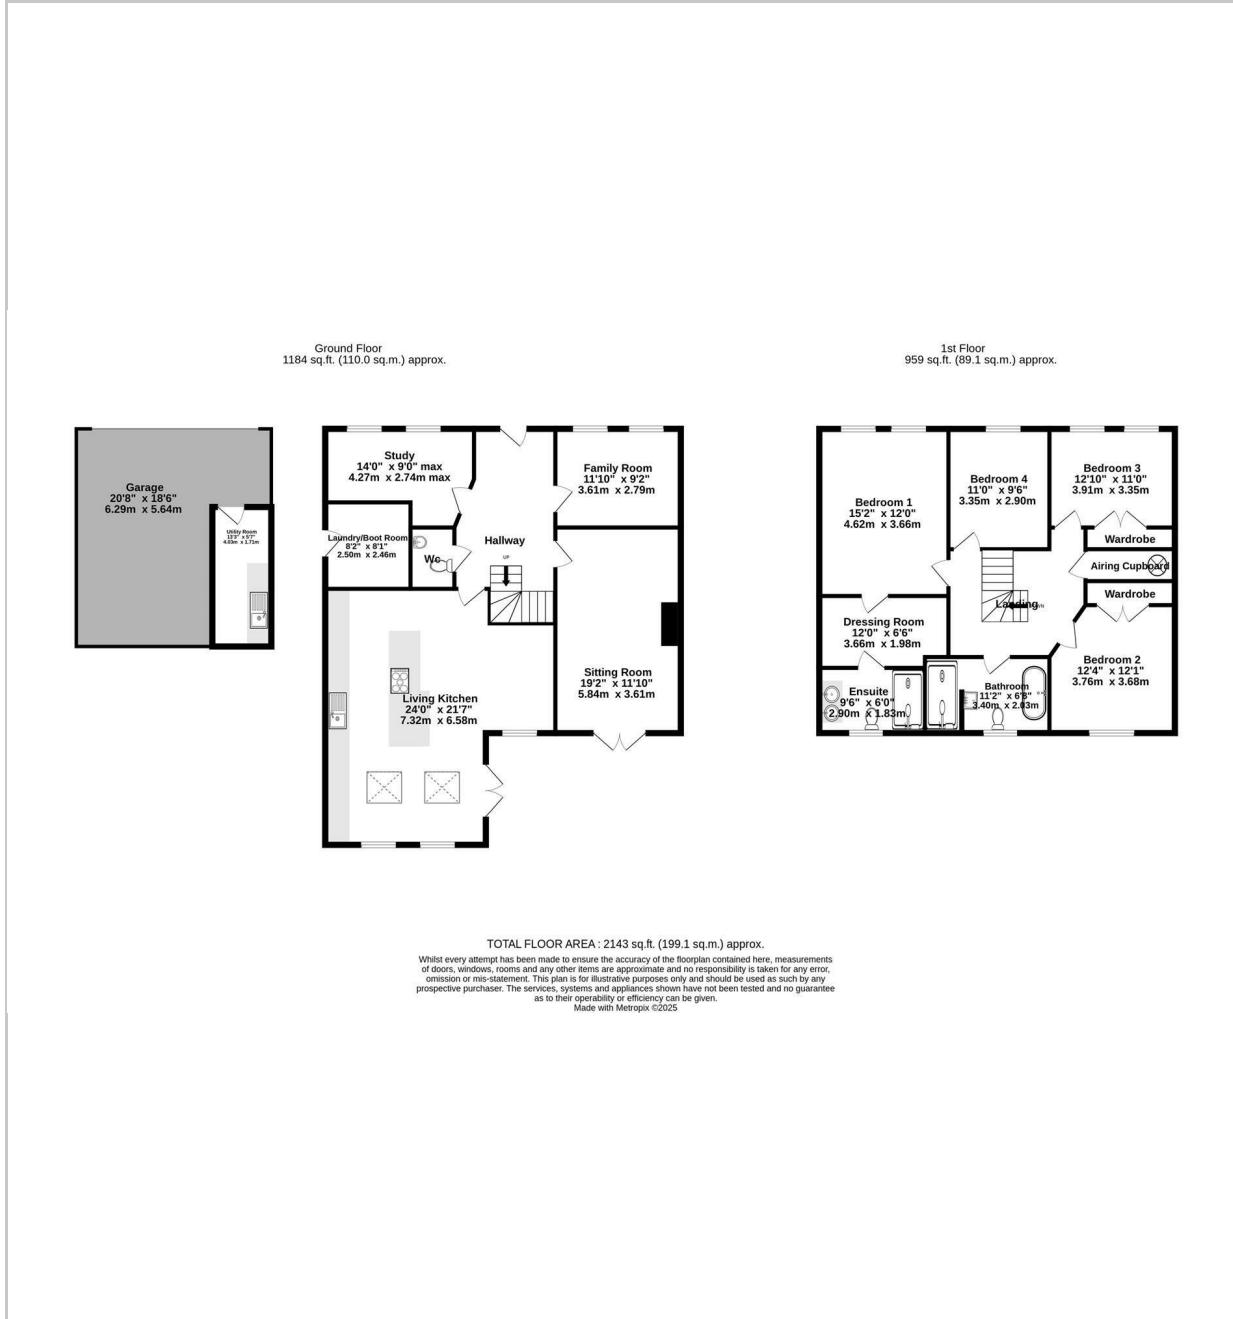 Ground Floor
1184 sq.ft. (110.0 sq.m.) approx.
1st Floor
959 sq.ft. (89.1 sq.m.) approx.
Garage
20'8" x 18'6"
6.29m x 5.64m
Utility Room
13'3" x 5'7"
4.03m x 1.71m
Study
14'0" x 9'0" max
4.27m x 2.74m max
Laundry/Boot Room
8'2" x 8'1"
2.50m x 2.46m
Wc
Hallway
UP
Family Room
11'10" x 9'2"
3.61m x 2.79m
Living Kitchen
24'0" x 21'7"
7.32m x 6.58m
Sitting Room
19'2" x 11'10"
5.84m x 3.61m
Bedroom 1
15'2" x 12'0"
4.62m x 3.66m
Bedroom 4
11'0" x 9'6"
3.35m x 2.90m
Bedroom 3
12'10" x 11'0"
3.91m x 3.35m
Wardrobe
Airing Cupboard
Wardrobe
Landing
Dressing Room
12'0" x 6'6"
3.66m x 1.98m
Ensuite
9'6" x 6'0"
2.90m x 1.83m
Bathroom
11'2" x 6'8"
3.40m x 2.03m
Bedroom 2
12'4" x 12'1"
3.76m x 3.68m
TOTAL FLOOR AREA : 2143 sq.ft. (199.1 sq.m.) approx.
Whilst every attempt has been made to ensure the accuracy of the floorplan contained here, measurements
of doors, windows, rooms and any other items are approximate and no responsibility is taken for any error,
omission or mis-statement. This plan is for illustrative purposes only and should be used as such by any
prospective purchaser. The services, systems and appliances shown have not been tested and no guarantee
as to their operability or efficiency can be given.
Made with Metropix ©2025